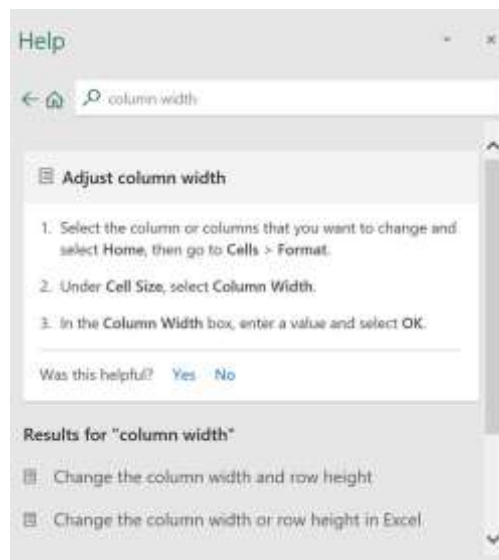 Help
column width
Adjust column width
1. Select the column or columns that you want to change and
select Home, then go to Cells > Format.
2. Under Cell Size, select Column Width.
3. In the Column Width box, enter a value and select OK.
Was this helpful? Yes No
Results for "column width"
Change the column width and row height
Change the column width or row height in Excel